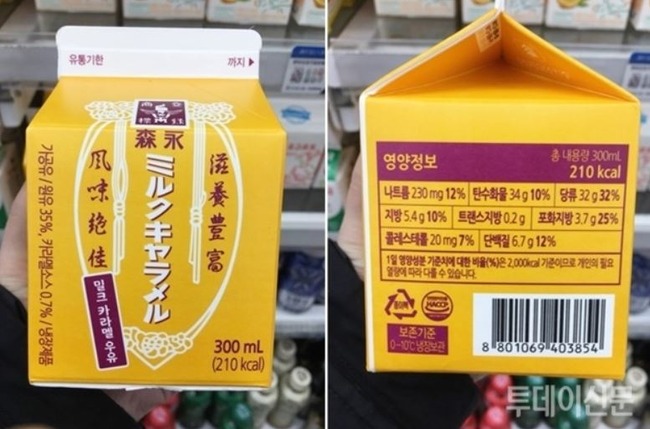 유통기한 까지 ▶
森永
ミルクキャラメル
滋養豊富
風味絶佳
가공유 / 원유 35%, 카라멜소스 0.7% / 냉장제품
밀크 카라멜 우유
300 mL
(210 kcal)
영양정보
총 내용량 300mL
210 kcal
나트륨 230 mg 12% 탄수화물 34 g 10% 당류 32 g 32%
지방 5.4 g 10% 트랜스지방 0.2 g 포화지방 3.7 g 25%
콜레스테롤 20 mg 7% 단백질 6.7 g 12%
1일 영양성분 기준치에 대한 비율(%)은 2,000kcal 기준이므로 개인의 필요
열량에 따라 다를 수 있습니다.
HACCP
보존기준
0~10℃ 냉장보관
8 801069 403854 >
투데이신문